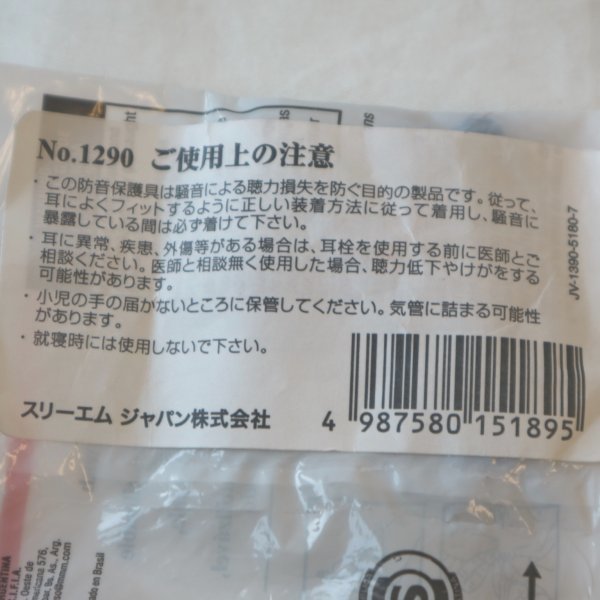 No.1290 ご使用上の注意
・この防音保護具は騒音による聴力損失を防ぐ目的の製品です。従って、
耳によくフィットするように正しい装着方法に従って着用し、騒音に
暴露している間は必ず着けて下さい。
・耳に異常、疾患、外傷等がある場合は、耳栓を使用する前に医師とご
相談ください。医師と相談無く使用した場合、聴力低下やけがをする
可能性があります。
・小児の手の届かないところに保管してください。気管に詰まる可能性
があります。
・就寝時には使用しないで下さい。
スリーエム ジャパン株式会社
4 987580 151895
JV-1390-5180-7